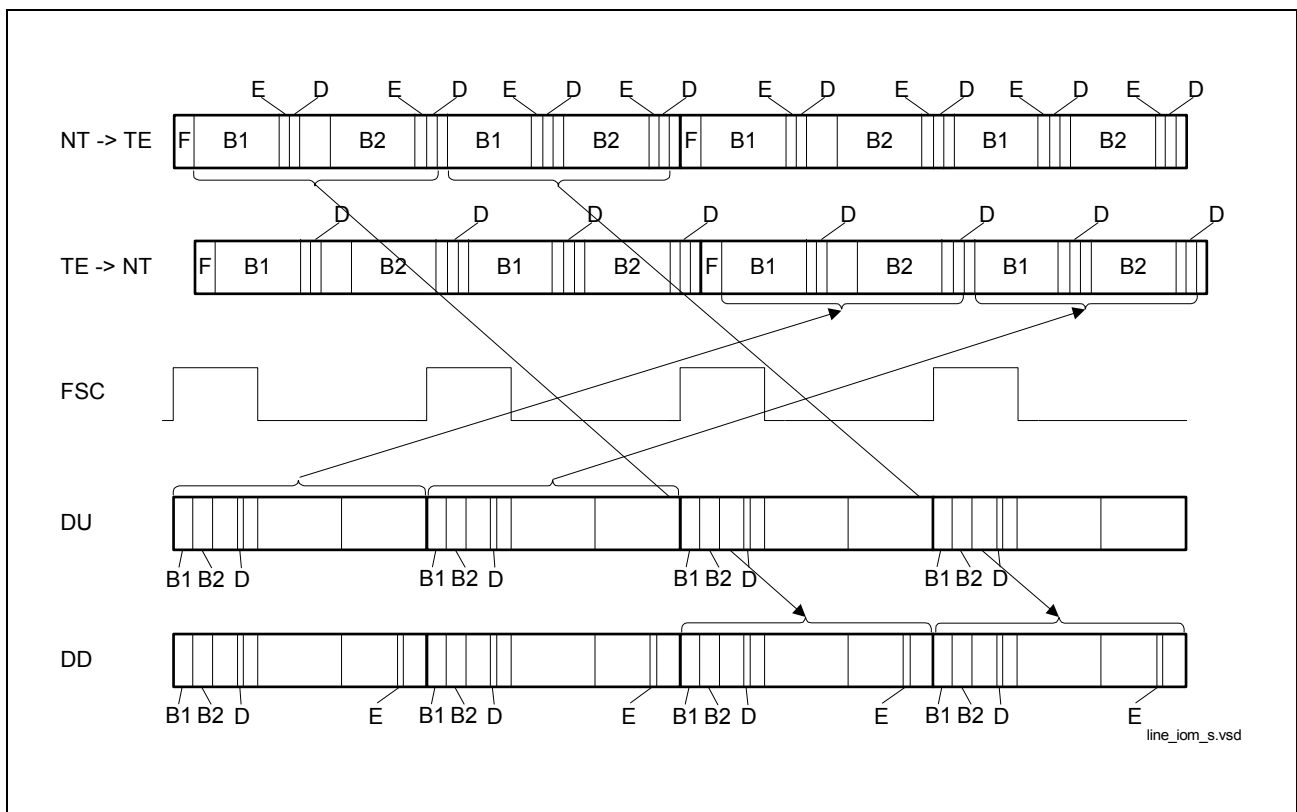 E D E D E D E D E D E D E D E D
NT -> TE F B1 B2 B1 B2 F B1 B2 B1 B2
D D D D D D D D
TE -> NT F B1 B2 B1 B2 F B1 B2 B1 B2
FSC
DU
B1 B2 D B1 B2 D B1 B2 D B1 B2 D
DD
B1 B2 D E B1 B2 D E B1 B2 D E B1 B2 D E
line_iom_s.vsd